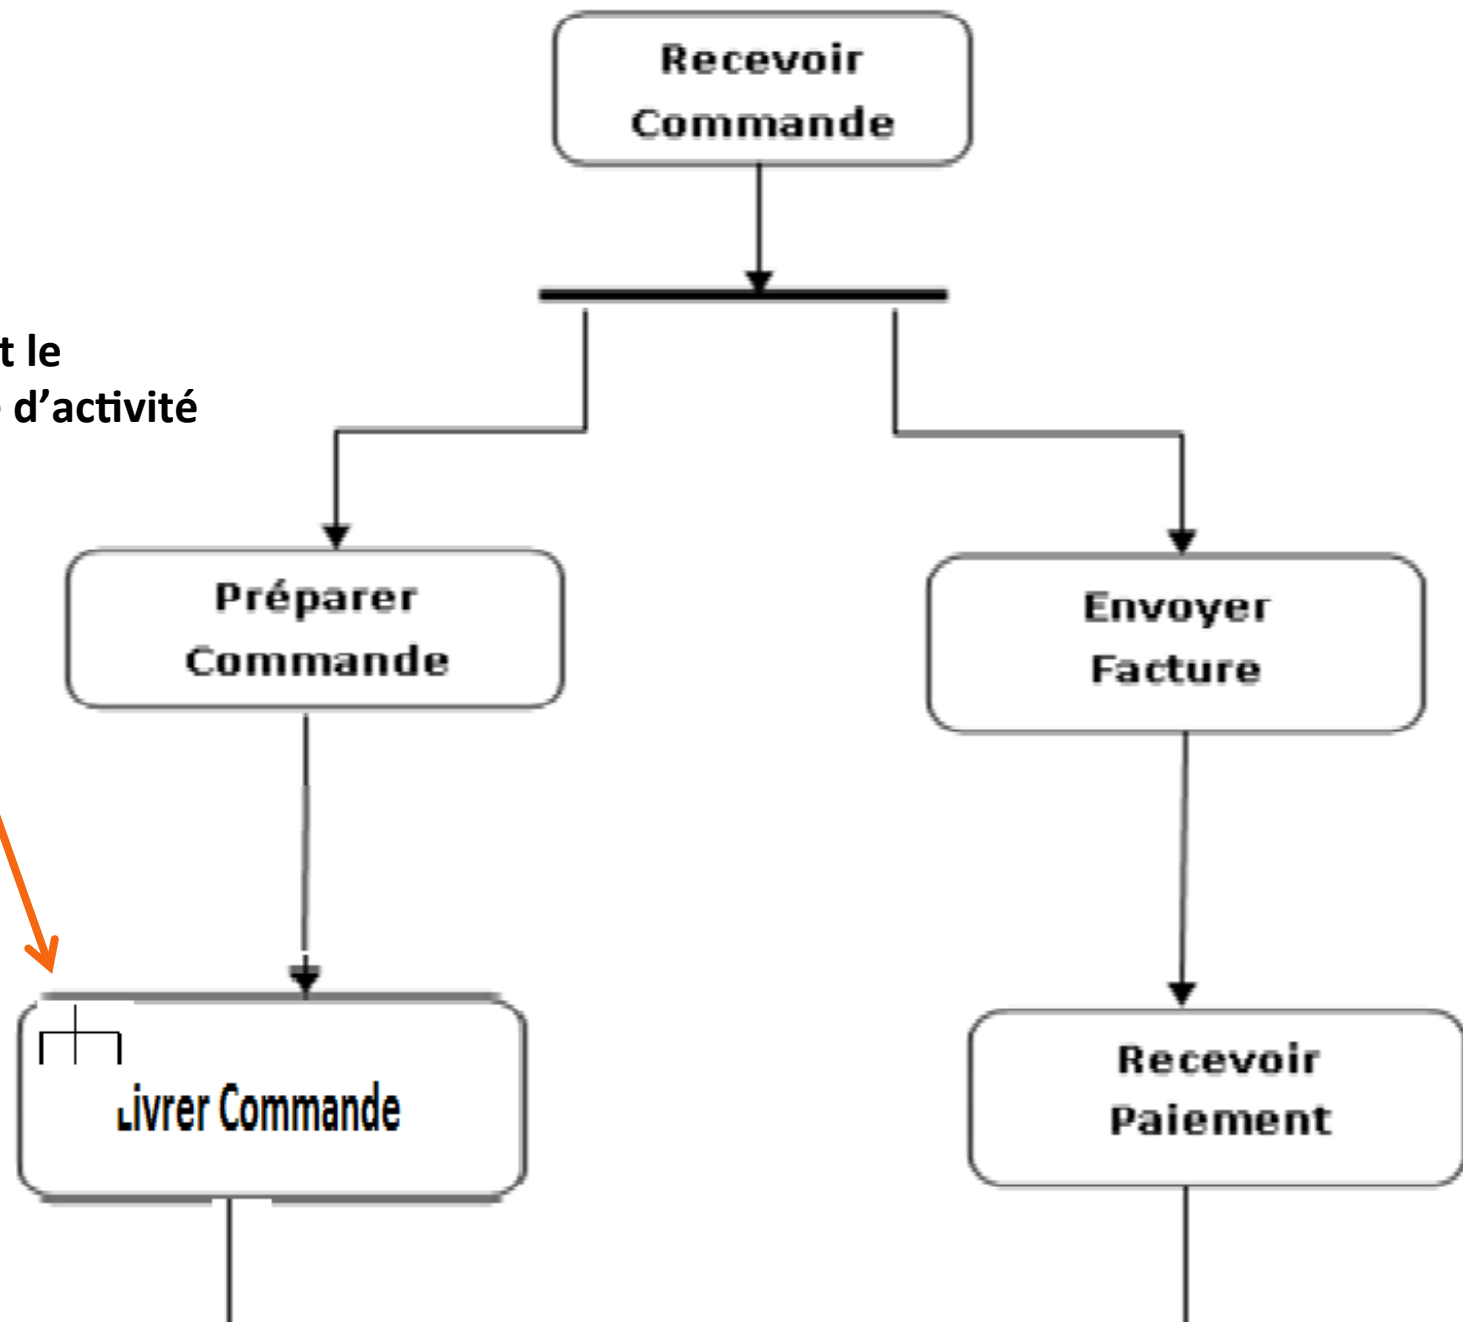 Recevoir
Commande
t le
d’activité
Préparer
Commande
Envoyer
Facture
Livrer Commande
Recevoir
Paiement